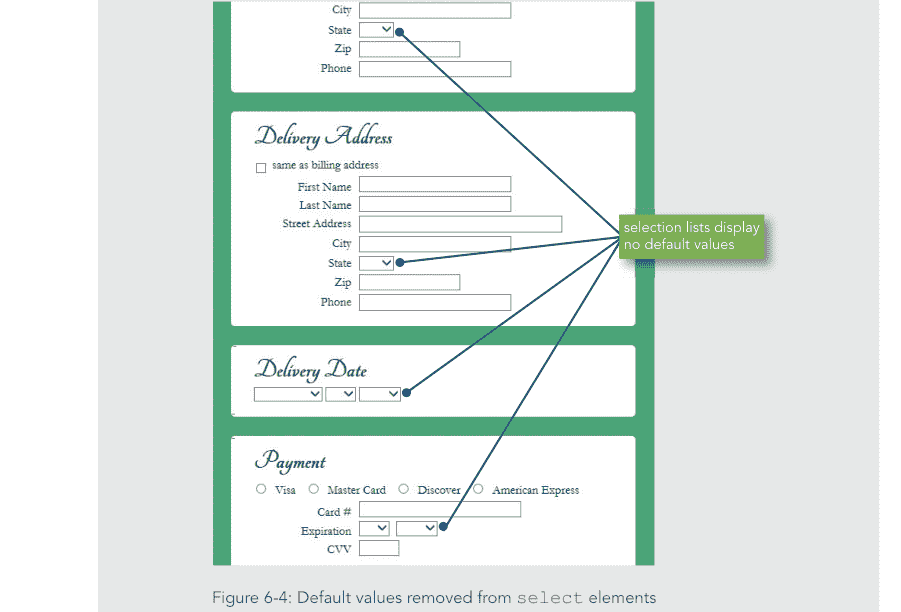 City
State
Zip
Phone
Delivery Address
same as billing address
First Name
Last Name
Street Address
selection lists display
no default values
City
State
Zip
Phone
Delivery Date
Payment
Visa Master Card Discover American Express
Card #
Expiration
CVV
Figure 6-4: Default values removed from select elements